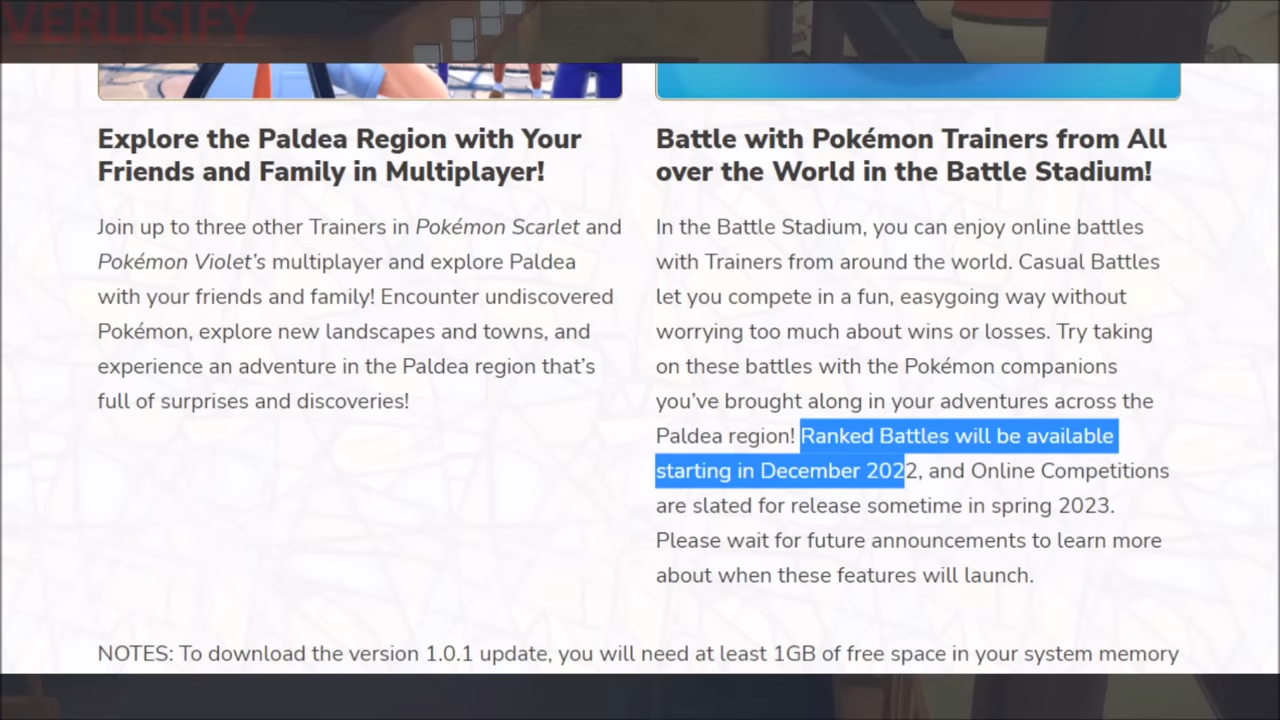 VERLISIFY
Explore the Paldea Region with Your
Friends and Family in Multiplayer!
Join up to three other Trainers in Pokémon Scarlet and
Pokémon Violet’s multiplayer and explore Paldea
with your friends and family! Encounter undiscovered
Pokémon, explore new landscapes and towns, and
experience an adventure in the Paldea region that’s
full of surprises and discoveries!
Battle with Pokémon Trainers from All
over the World in the Battle Stadium!
In the Battle Stadium, you can enjoy online battles
with Trainers from around the world. Casual Battles
let you compete in a fun, easygoing way without
worrying too much about wins or losses. Try taking
on these battles with the Pokémon companions
you’ve brought along in your adventures across the
Paldea region! Ranked Battles will be available
starting in December 2022, and Online Competitions
are slated for release sometime in spring 2023.
Please wait for future announcements to learn more
about when these features will launch.
NOTES: To download the version 1.0.1 update, you will need at least 1GB of free space in your system memory